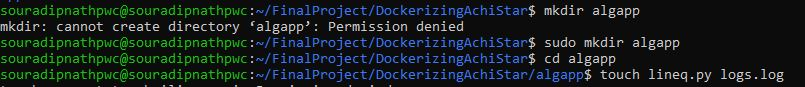 souradipnathpwc@souradipnathpwc:~/FinalProject/DockerizingAchiStar$ mkdir algapp
mkdir: cannot create directory ‘algapp’: Permission denied
souradipnathpwc@souradipnathpwc:~/FinalProject/DockerizingAchiStar$ sudo mkdir algapp
souradipnathpwc@souradipnathpwc:~/FinalProject/DockerizingAchiStar$ cd algapp
souradipnathpwc@souradipnathpwc:~/FinalProject/DockerizingAchiStar/algapp$ touch lineq.py logs.log